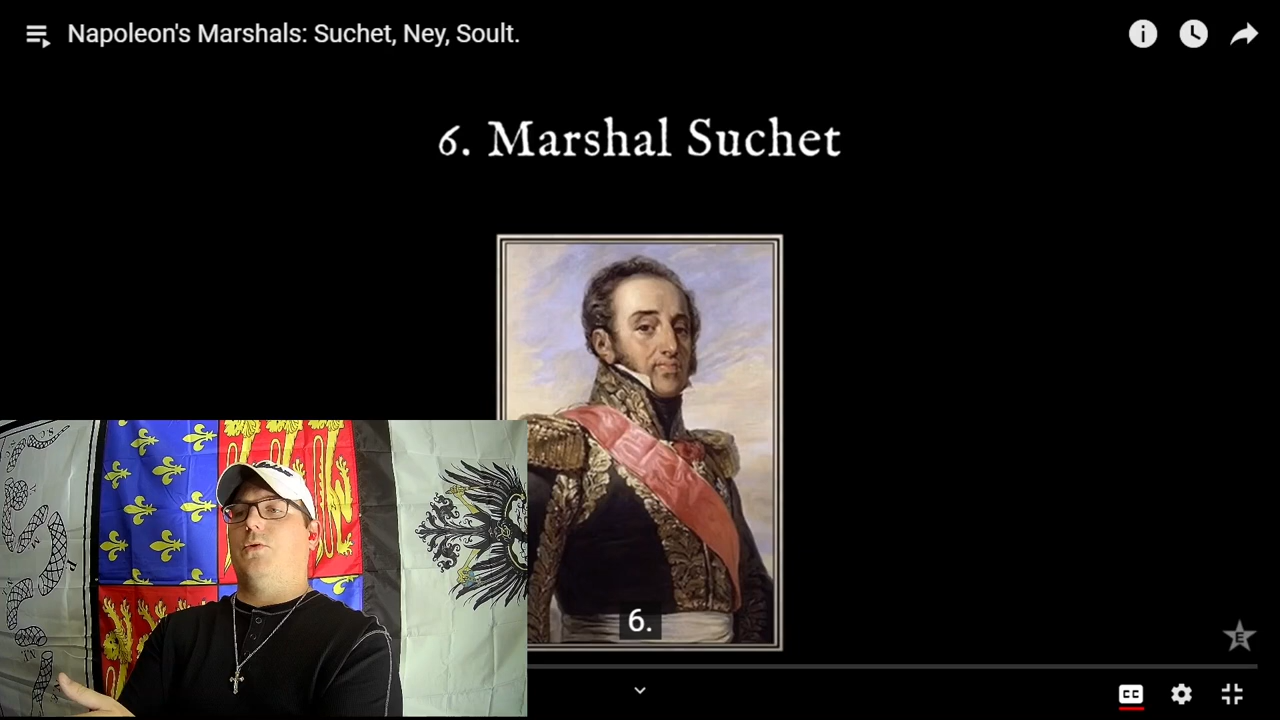 Napoleon's Marshals: Suchet, Ney, Soult.
6. Marshal Suchet
6.
CC
E